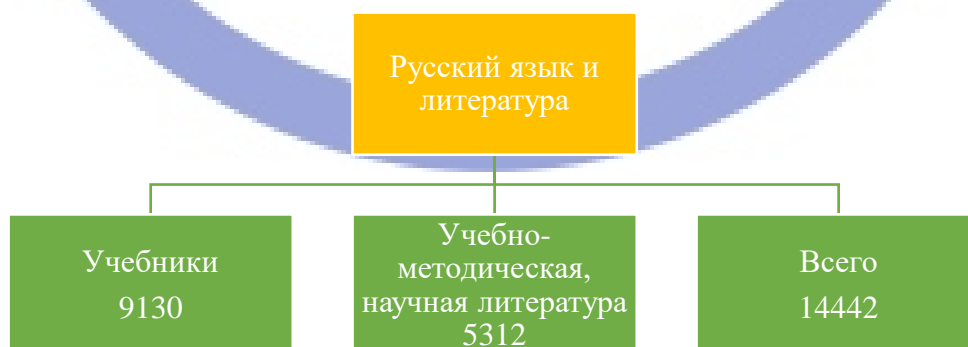 Русский язык и
литература
Учебники
9130
Учебно-
методическая,
научная литература
5312
Всего
14442